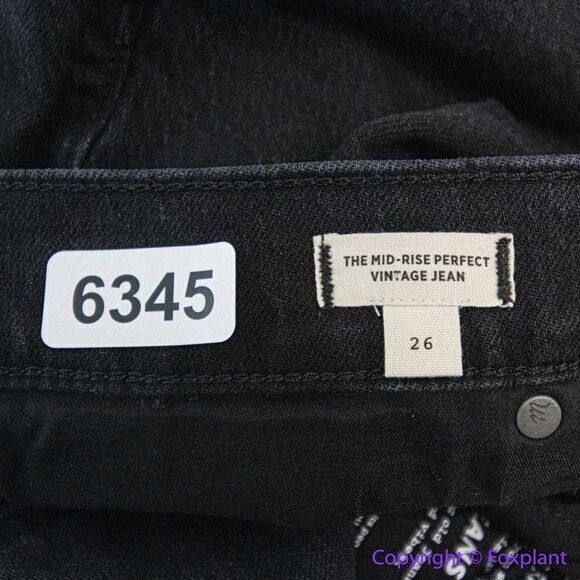 6345
THE MID-RISE PERFECT
VINTAGE JEAN
26
Copyright © Foxplant